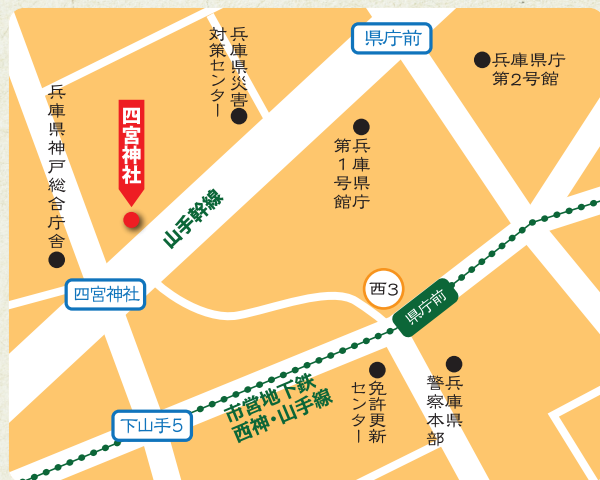 兵庫県災害
対策センター
県庁前
兵庫県庁
第2号館
兵庫県神戸総合庁舎
四宮神社
兵庫県庁
第1号館
山手幹線
四宮神社
西3
県庁前
市営地下鉄
西神・山手線
兵庫県
警察本部
免許更新
センター
下山手5